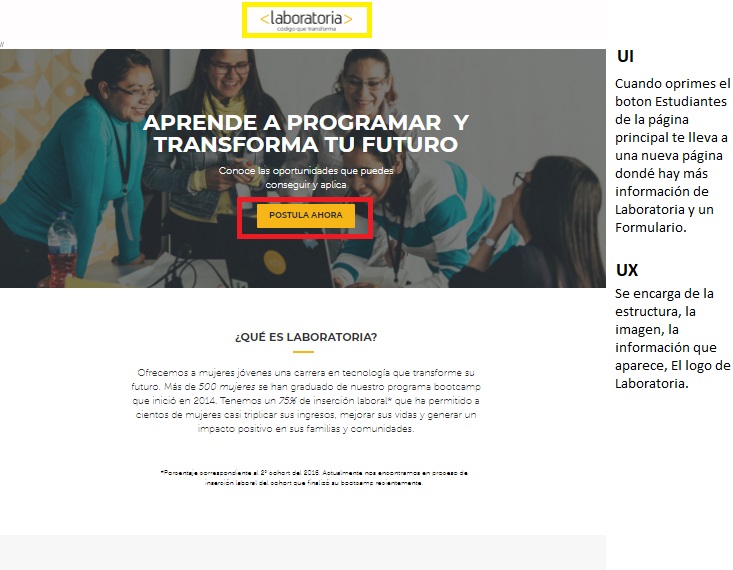 <laboratoria>
código que transforma
//
APRENDE A PROGRAMAR Y
TRANSFORMA TU FUTURO
Conoce las oportunidades que puedes
conseguir y aplica
POSTULA AHORA
¿QUÉ ES LABORATORIA?
Ofrecemos a mujeres jóvenes una carrera en tecnología que transforme su
futuro. Más de 500 mujeres se han graduado de nuestro programa bootcamp
que inició en 2014. Tenemos un 75% de inserción laboral* que ha permitido a
cientos de mujeres casi triplicar sus ingresos, mejorar sus vidas y generar un
impacto positivo en sus familias y comunidades.
*Porcentaje correspondiente al 2° cohort del 2016. Actualmente nos encontramos en proceso de
inserción laboral del cohort que finalizó su bootcamp recientemente.
UI
Cuando oprimes el
boton Estudiantes
de la página
principal te lleva a
una nueva página
dondé hay más
información de
Laboratoria y un
Formulario.
UX
Se encarga de la
estructura, la
imagen, la
información que
aparece, El logo de
Laboratoria.